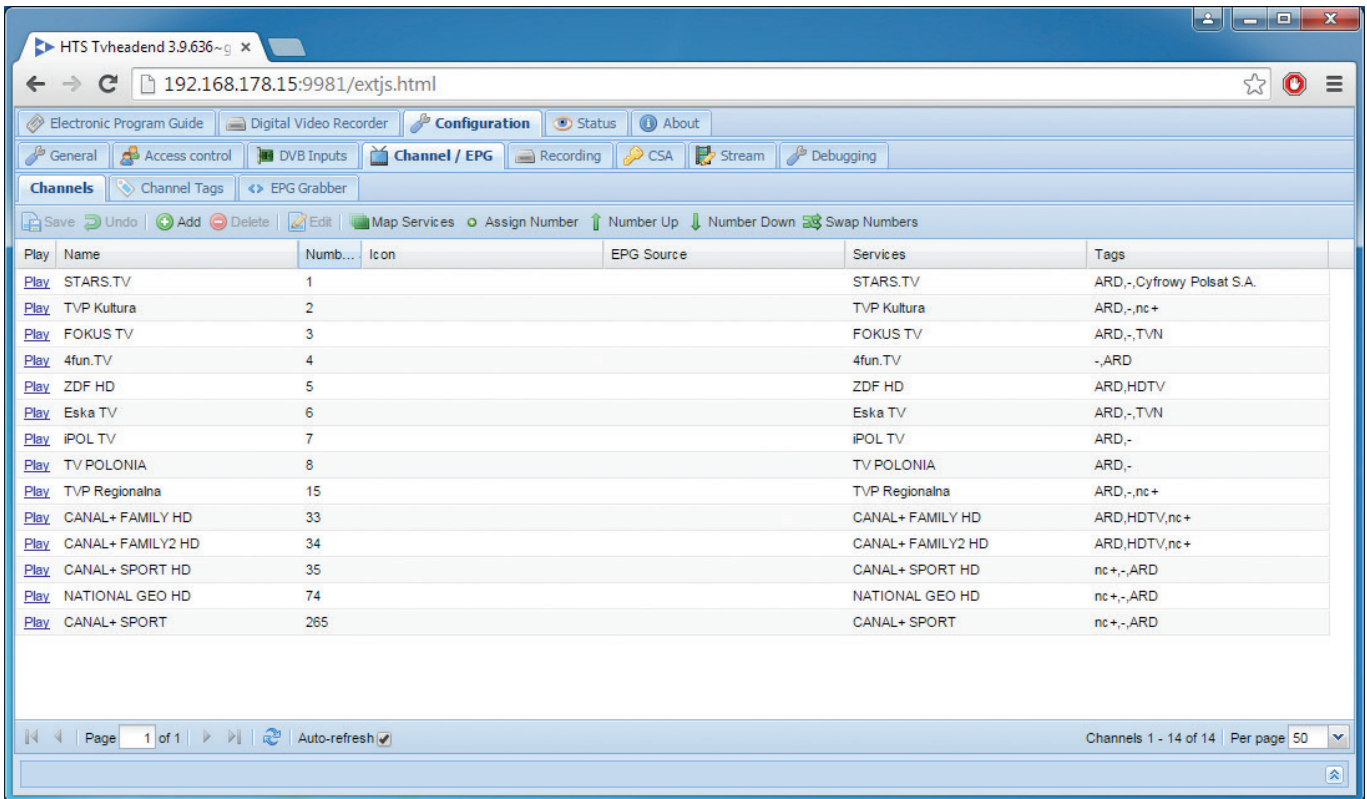 HTS Tvheadend 3.9.636~g
192.168.178.15:9981/extjs.html
Electronic Program Guide Digital Video Recorder Configuration Status About
General Access control DVB Inputs Channel / EPG Recording CSA Stream Debugging
Channels Channel Tags EPG Grabber
Save Undo Add Delete Edit Map Services Assign Number Number Up Number Down Swap Numbers
Play Name Numb... Icon EPG Source Services Tags
Play STARS.TV 1 STARS.TV ARD,-,Cyfrowy Polsat S.A.
Play TVP Kultura 2 TVP Kultura ARD,-,nc+
Play FOKUS TV 3 FOKUS TV ARD,-,TVN
Play 4fun.TV 4 4fun.TV -,ARD
Play ZDF HD 5 ZDF HD ARD,HDTV
Play Eska TV 6 Eska TV ARD,-,TVN
Play iPOL TV 7 iPOL TV ARD,-
Play TV POLONIA 8 TV POLONIA ARD,-
Play TVP Regionalna 15 TVP Regionalna ARD,-,nc+
Play CANAL+ FAMILY HD 33 CANAL+ FAMILY HD ARD,HDTV,nc+
Play CANAL+ FAMILY2 HD 34 CANAL+ FAMILY2 HD ARD,HDTV,nc+
Play CANAL+ SPORT HD 35 CANAL+ SPORT HD nc+,-,ARD
Play NATIONAL GEO HD 74 NATIONAL GEO HD nc+,-,ARD
Play CANAL+ SPORT 265 CANAL+ SPORT nc+,-,ARD
Page 1 of 1 Auto-refresh Channels 1 - 14 of 14 Per page 50